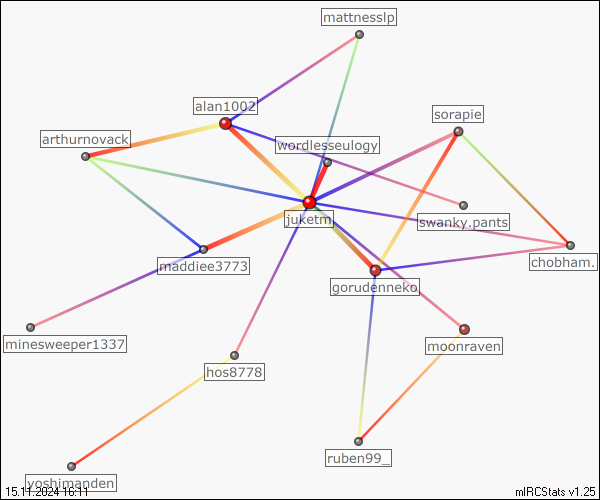 mattnesslp
alan1002
sorapie
arthurnovack
wordlesseulogy
juketm
swanky.pants
chobham.
maddiee3773
gorudenneko
minesweeper1337
moonraven
hos8778
ruben99_
yoshimanden
15.11.2024 16:11
mIRCStats v1.25